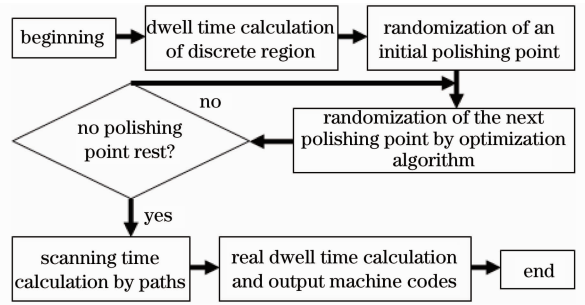 beginning
dwell time calculation
of discrete region
randomization of an
initial polishing point
no
randomization of the next
polishing point by optimization
algorithm
no polishing
point rest?
yes
scanning time
calculation by paths
real dwell time calculation
and output machine codes
end